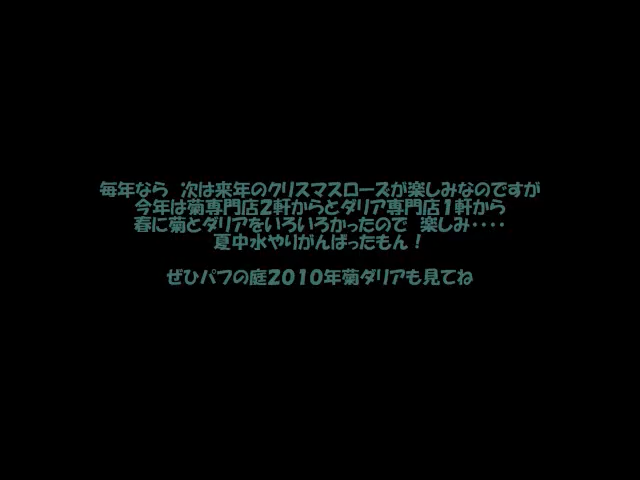 毎年なら　次は来年のクリスマスローズが楽しみなのですが
今年は菊専門店２軒からとダリア専門店１軒から
春に菊とダリアをいろいろかったので　楽しみ････
夏中水やりがんばったもん！
ぜひパフの庭２０１０年菊ダリアも見てね